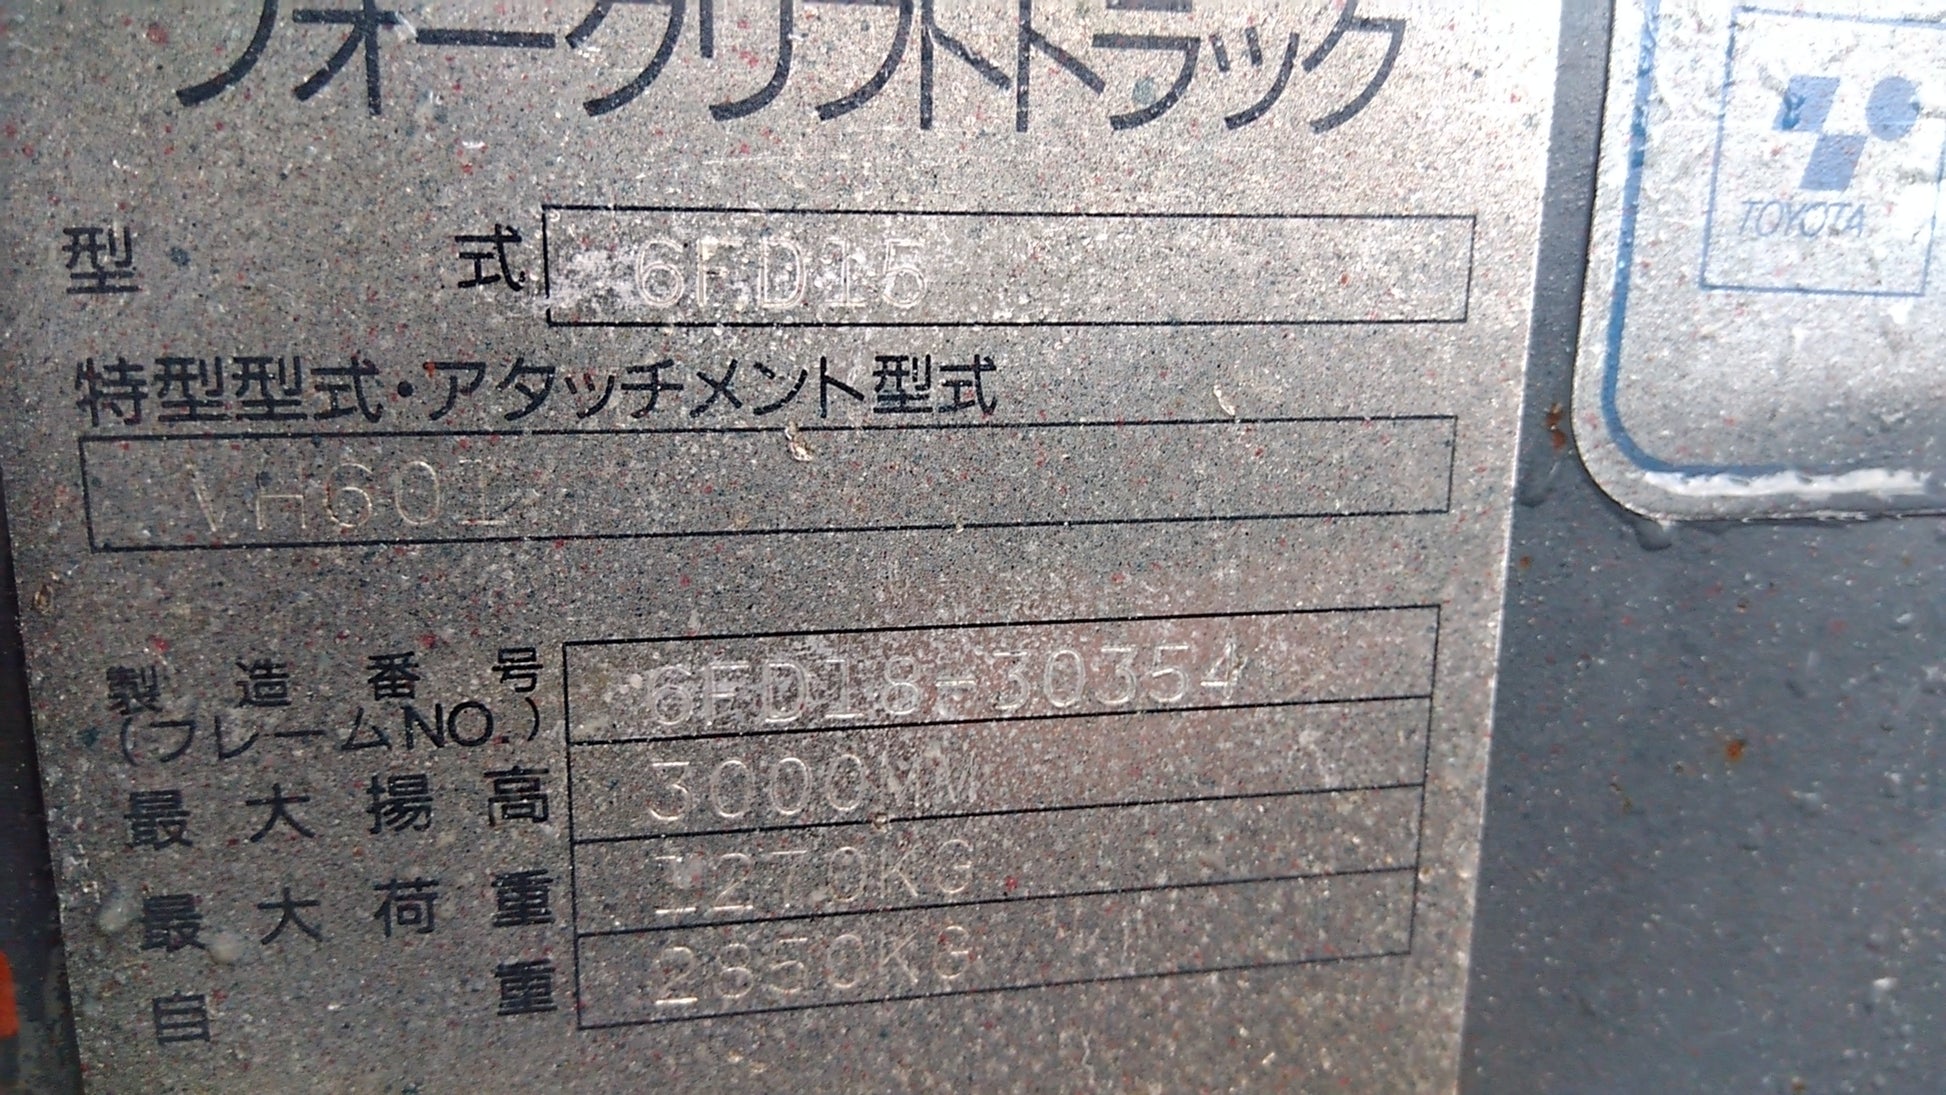 フォークリフトトラック
TOYOTA
型式 6FD15
特型型式・アタッチメント型式
VH601
製造番号 6FD18-30354
(フレームNO.)
最大揚高 3000MM
最大荷重 1270KG
自重 2850KG